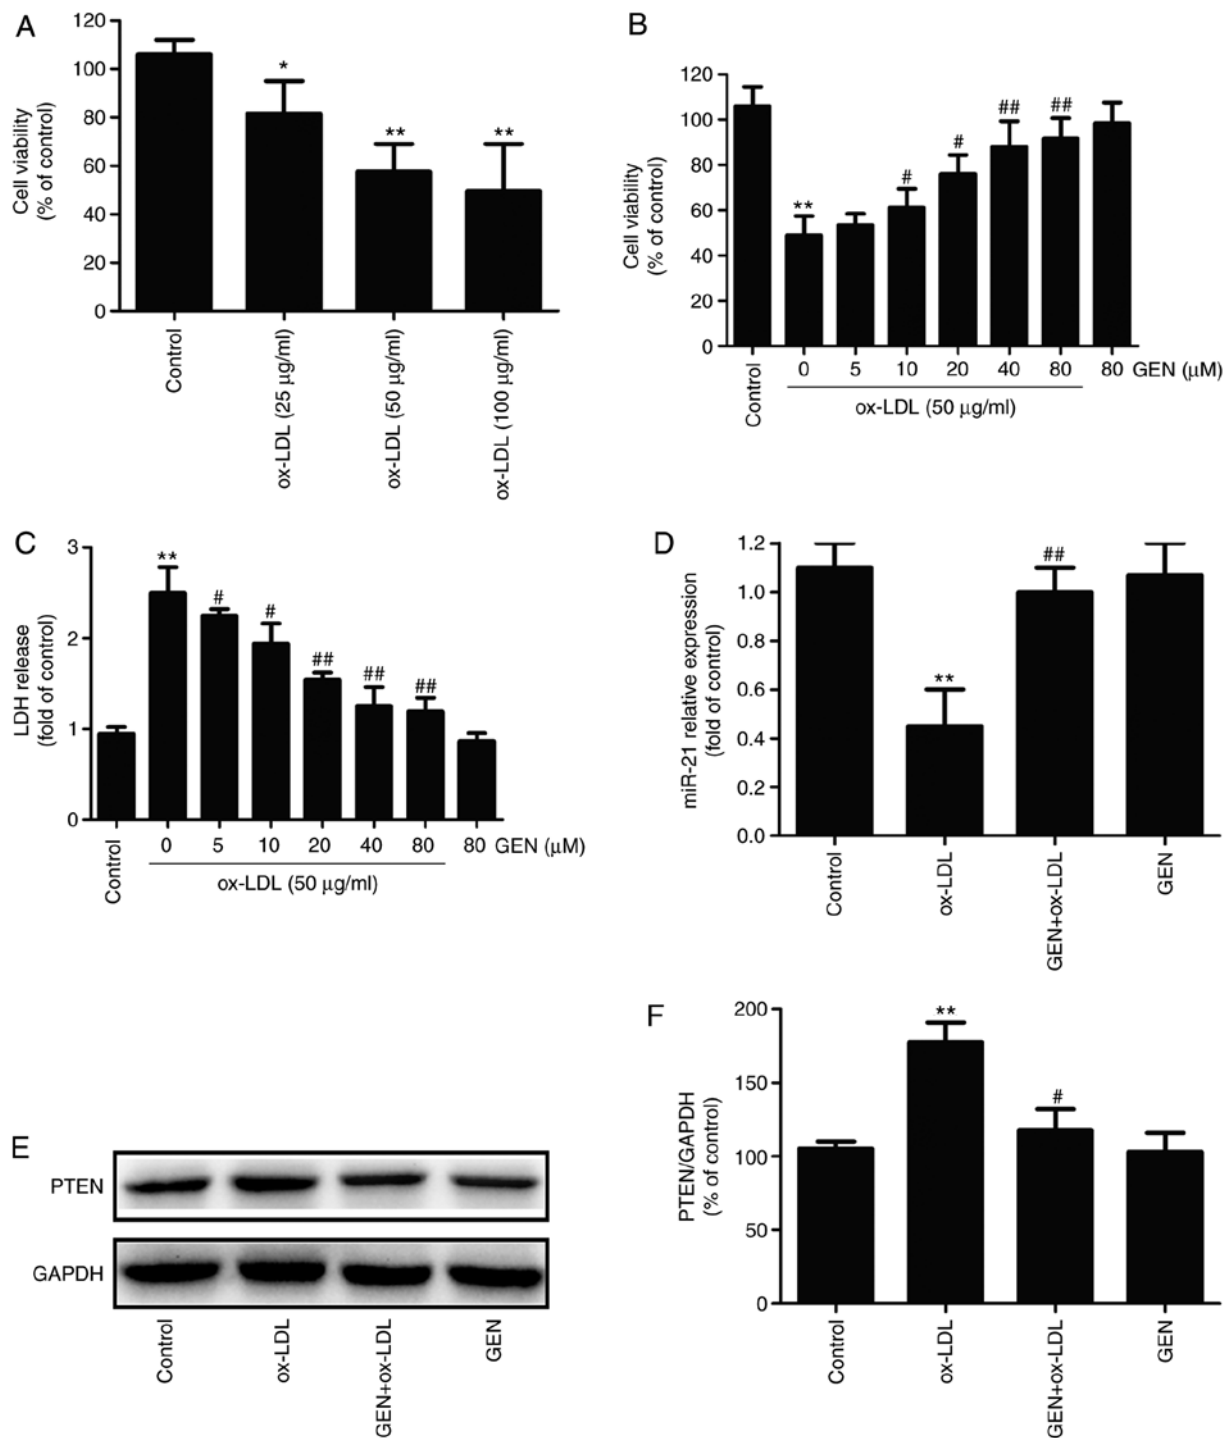 A
Cell viability
(% of control)
120
100
80
60
40
20
0
*
**
**
Control
ox-LDL (25 µg/ml)
ox-LDL (50 µg/ml)
ox-LDL (100 µg/ml)
B
Cell viability
(% of control)
120
100
80
60
40
20
0
**
#
#
##
##
Control
0 5 10 20 40 80 80 GEN (µM)
ox-LDL (50 µg/ml)
C
LDH release
(fold of control)
3
2
1
0
**
#
#
##
##
##
Control
0 5 10 20 40 80 80 GEN (µM)
ox-LDL (50 µg/ml)
D
miR-21 relative expression
(fold of control)
1.2
1.0
0.8
0.6
0.4
0.2
0.0
**
##
Control
ox-LDL
GEN+ox-LDL
GEN
E
PTEN
GAPDH
Control
ox-LDL
GEN+ox-LDL
GEN
F
PTEN/GAPDH
(% of control)
200
150
100
50
0
**
#
Control
ox-LDL
GEN+ox-LDL
GEN